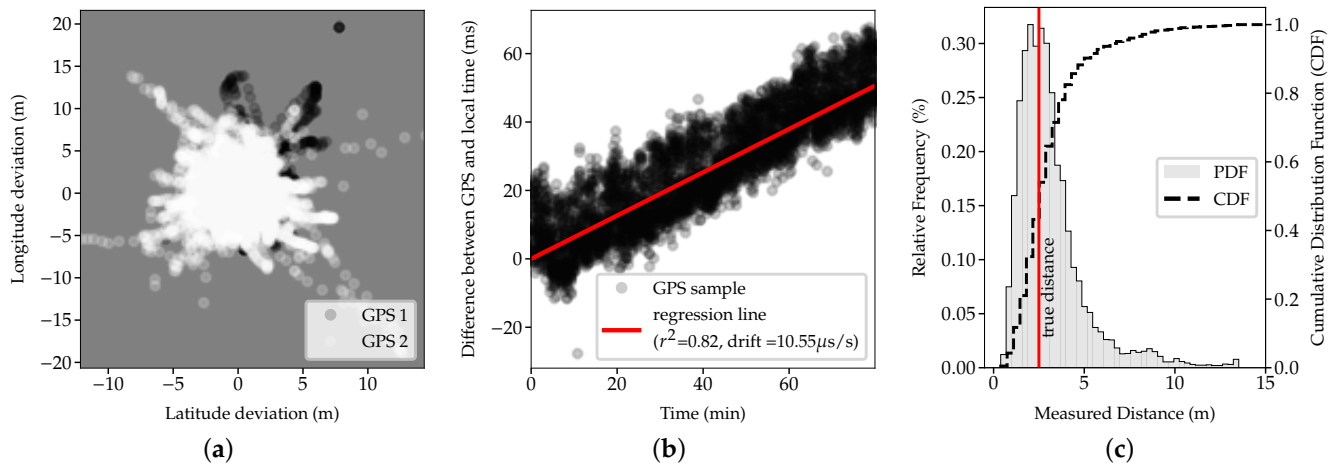 20
15
10
5
0
−5
−10
−15
−20
Longitude deviation (m)
−10
−5
0
5
10
Latitude deviation (m)
GPS 1
GPS 2
(a)
Difference between GPS and local time (ms)
60
40
20
0
−20
0
20
40
60
Time (min)
GPS sample
regression line
(r²=0.82, drift =10.55μs/s)
(b)
Relative Frequency (%)
0.30
0.25
0.20
0.15
0.10
0.05
0.00
0
5
10
15
Measured Distance (m)
true distance
PDF
CDF
1.0
0.8
0.6
0.4
0.2
0.0
Cumulative Distribution Function (CDF)
(c)